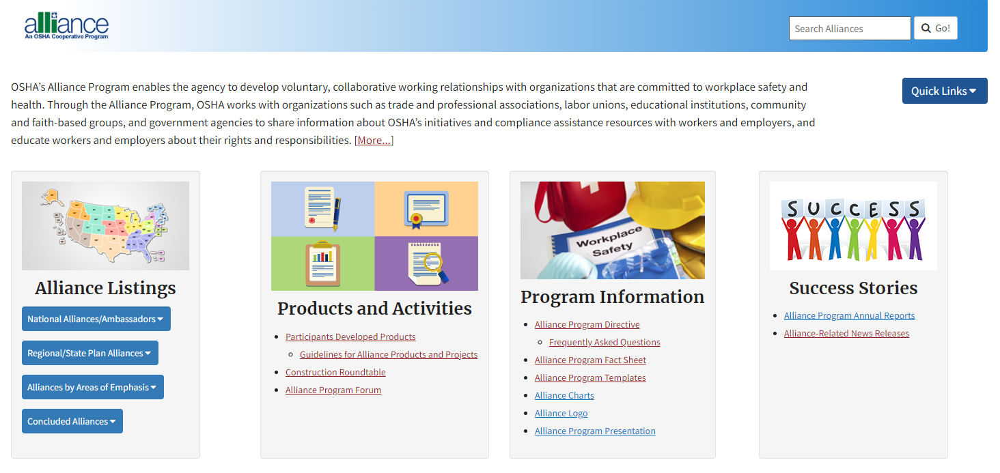 alliance
An OSHA Cooperative Program
Search Alliances
Go!
OSHA’s Alliance Program enables the agency to develop voluntary, collaborative working relationships with organizations that are committed to workplace safety and
health. Through the Alliance Program, OSHA works with organizations such as trade and professional associations, labor unions, educational institutions, community
and faith-based groups, and government agencies to share information about OSHA’s initiatives and compliance assistance resources with workers and employers, and
educate workers and employers about their rights and responsibilities. [More...]
Quick Links
Alliance Listings
National Alliances/Ambassadors
Regional/State Plan Alliances
Alliances by Areas of Emphasis
Concluded Alliances
Products and Activities
Participants Developed Products
Guidelines for Alliance Products and Projects
Construction Roundtable
Alliance Program Forum
Workplace
Safety
Program Information
Alliance Program Directive
Frequently Asked Questions
Alliance Program Fact Sheet
Alliance Program Templates
Alliance Charts
Alliance Logo
Alliance Program Presentation
SUCCESS
Success Stories
Alliance Program Annual Reports
Alliance-Related News Releases